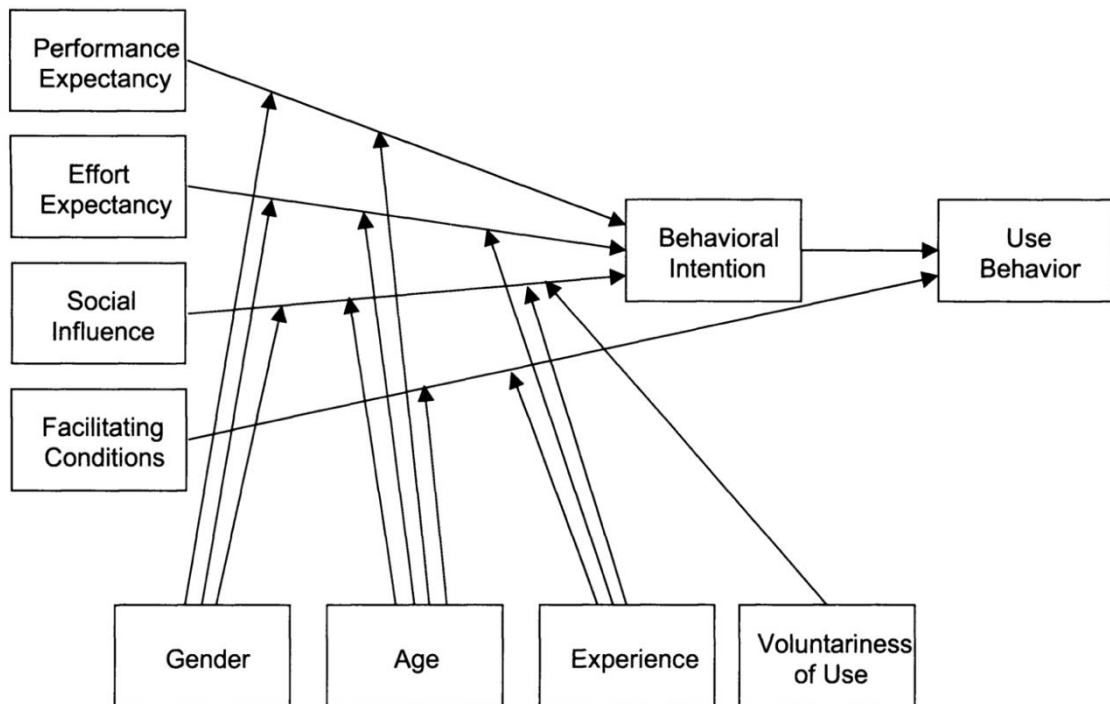 Performance
Expectancy
Effort
Expectancy
Social
Influence
Facilitating
Conditions
Behavioral
Intention
Use
Behavior
Gender
Age
Experience
Voluntariness
of Use